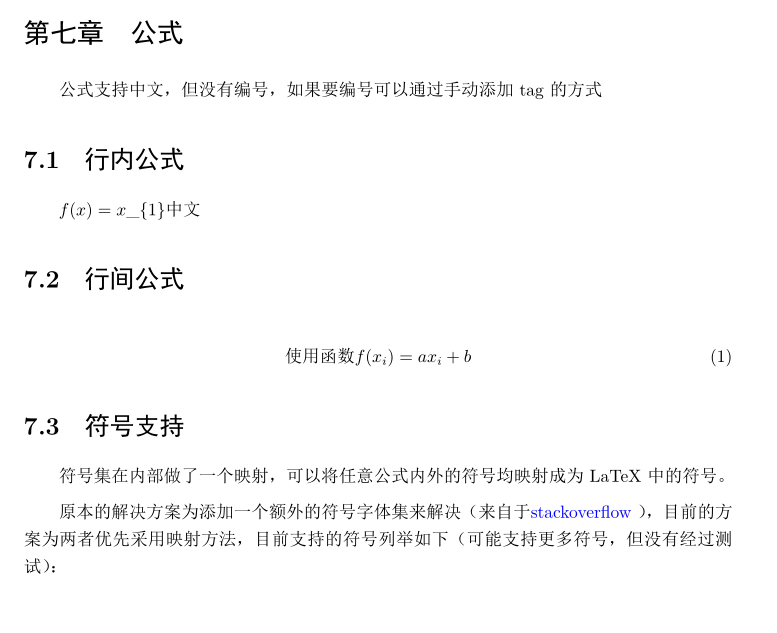 第七章 公式
公式支持中文，但没有编号，如果要编号可以通过手动添加 tag 的方式
7.1 行内公式
f(x) = x_{1}中文
7.2 行间公式
使用函数f(xᵢ) = axᵢ + b (1)
7.3 符号支持
符号集在内部做了一个映射，可以将任意公式内外的符号均映射成为 LaTeX 中的符号。
原本的解决方案为添加一个额外的符号字体集来解决（来自于stackoverflow ），目前的方
案为两者优先采用映射方法，目前支持的符号列举如下（可能支持更多符号，但没有经过测
试）：